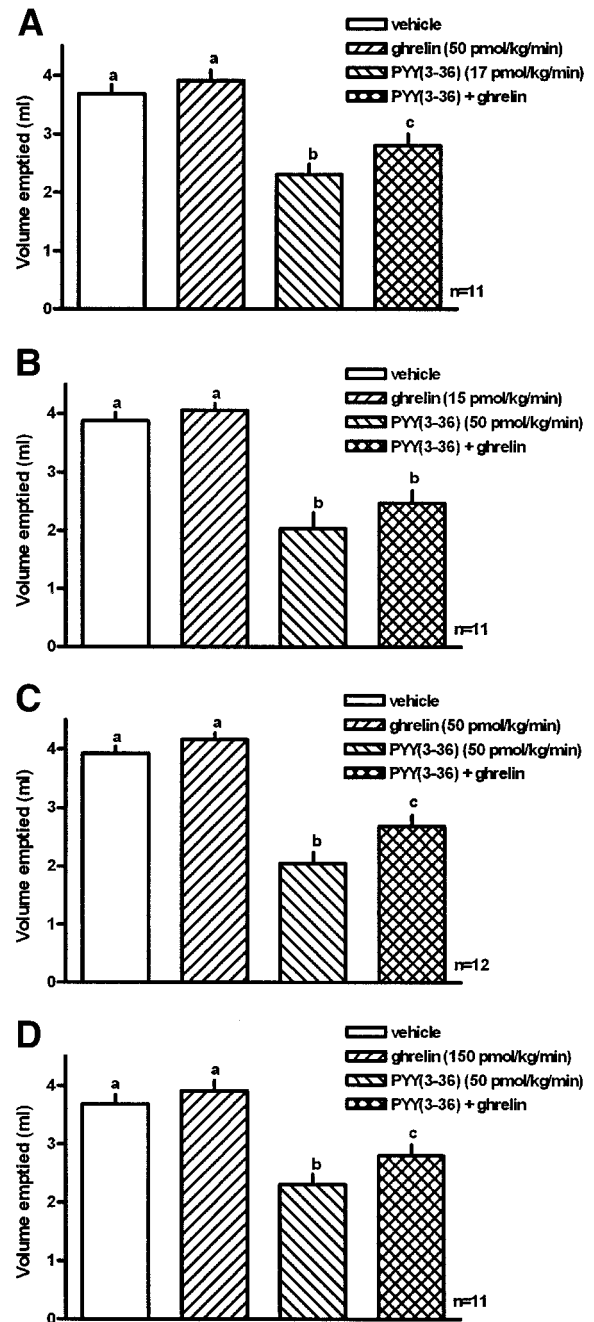 A
vehicle
ghrelin (50 pmol/kg/min)
PYY(3-36) (17 pmol/kg/min)
PYY(3-36) + ghrelin
Volume emptied (ml)
4
3
2
1
0
a
a
b
c
n=11
B
vehicle
ghrelin (15 pmol/kg/min)
PYY(3-36) (50 pmol/kg/min)
PYY(3-36) + ghrelin
Volume emptied (ml)
4
3
2
1
0
a
a
b
b
n=11
C
vehicle
ghrelin (50 pmol/kg/min)
PYY(3-36) (50 pmol/kg/min)
PYY(3-36) + ghrelin
Volume emptied (ml)
4
3
2
1
0
a
a
b
c
n=12
D
vehicle
ghrelin (150 pmol/kg/min)
PYY(3-36) (50 pmol/kg/min)
PYY(3-36) + ghrelin
Volume emptied (ml)
4
3
2
1
0
a
a
b
c
n=11